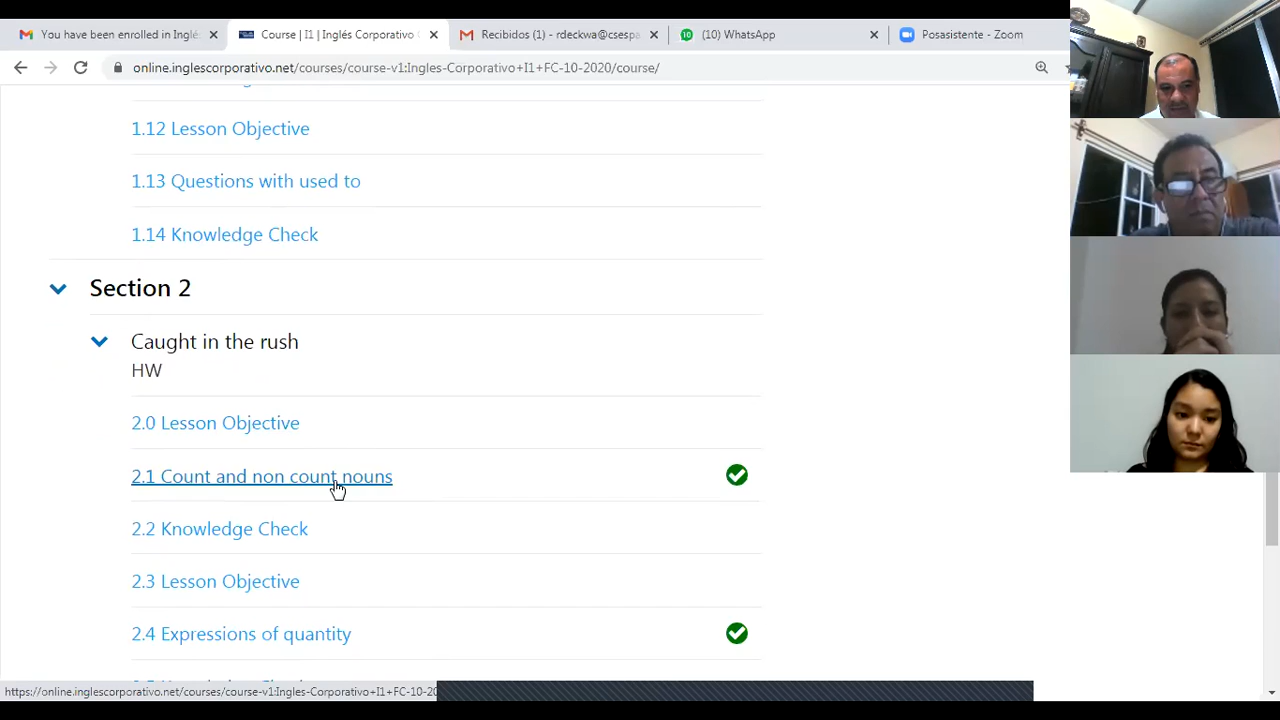 You have been enrolled in Inglés
Course | I1 | Inglés Corporativo
Recibidos (1) - rdeckwa@csespa
10
(10) WhatsApp
Posasistente - Zoom
online.inglescorporativo.net/courses/course-v1:Ingles-Corporativo+I1+FC-10-2020/course/
1.12 Lesson Objective
1.13 Questions with used to
1.14 Knowledge Check
Section 2
Caught in the rush
HW
2.0 Lesson Objective
2.1 Count and non count nouns
2.2 Knowledge Check
2.3 Lesson Objective
2.4 Expressions of quantity
https://online.inglescorporativo.net/courses/course-v1:Ingles-Corporativo+I1+FC-10-20